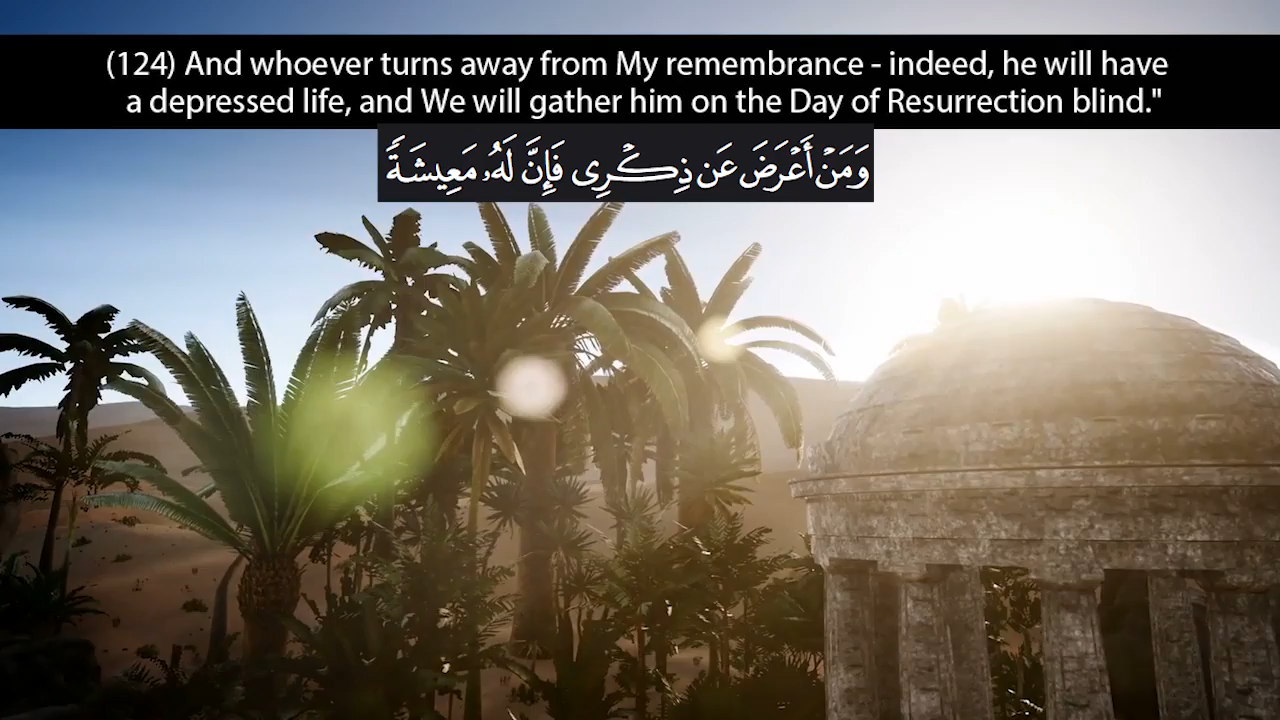 (124) And whoever turns away from My remembrance - indeed, he will have
a depressed life, and We will gather him on the Day of Resurrection blind."
وَمَنْ أَعْرَضَ عَن ذِكْرِى فَإِنَّ لَهُۥ مَعِيشَةً